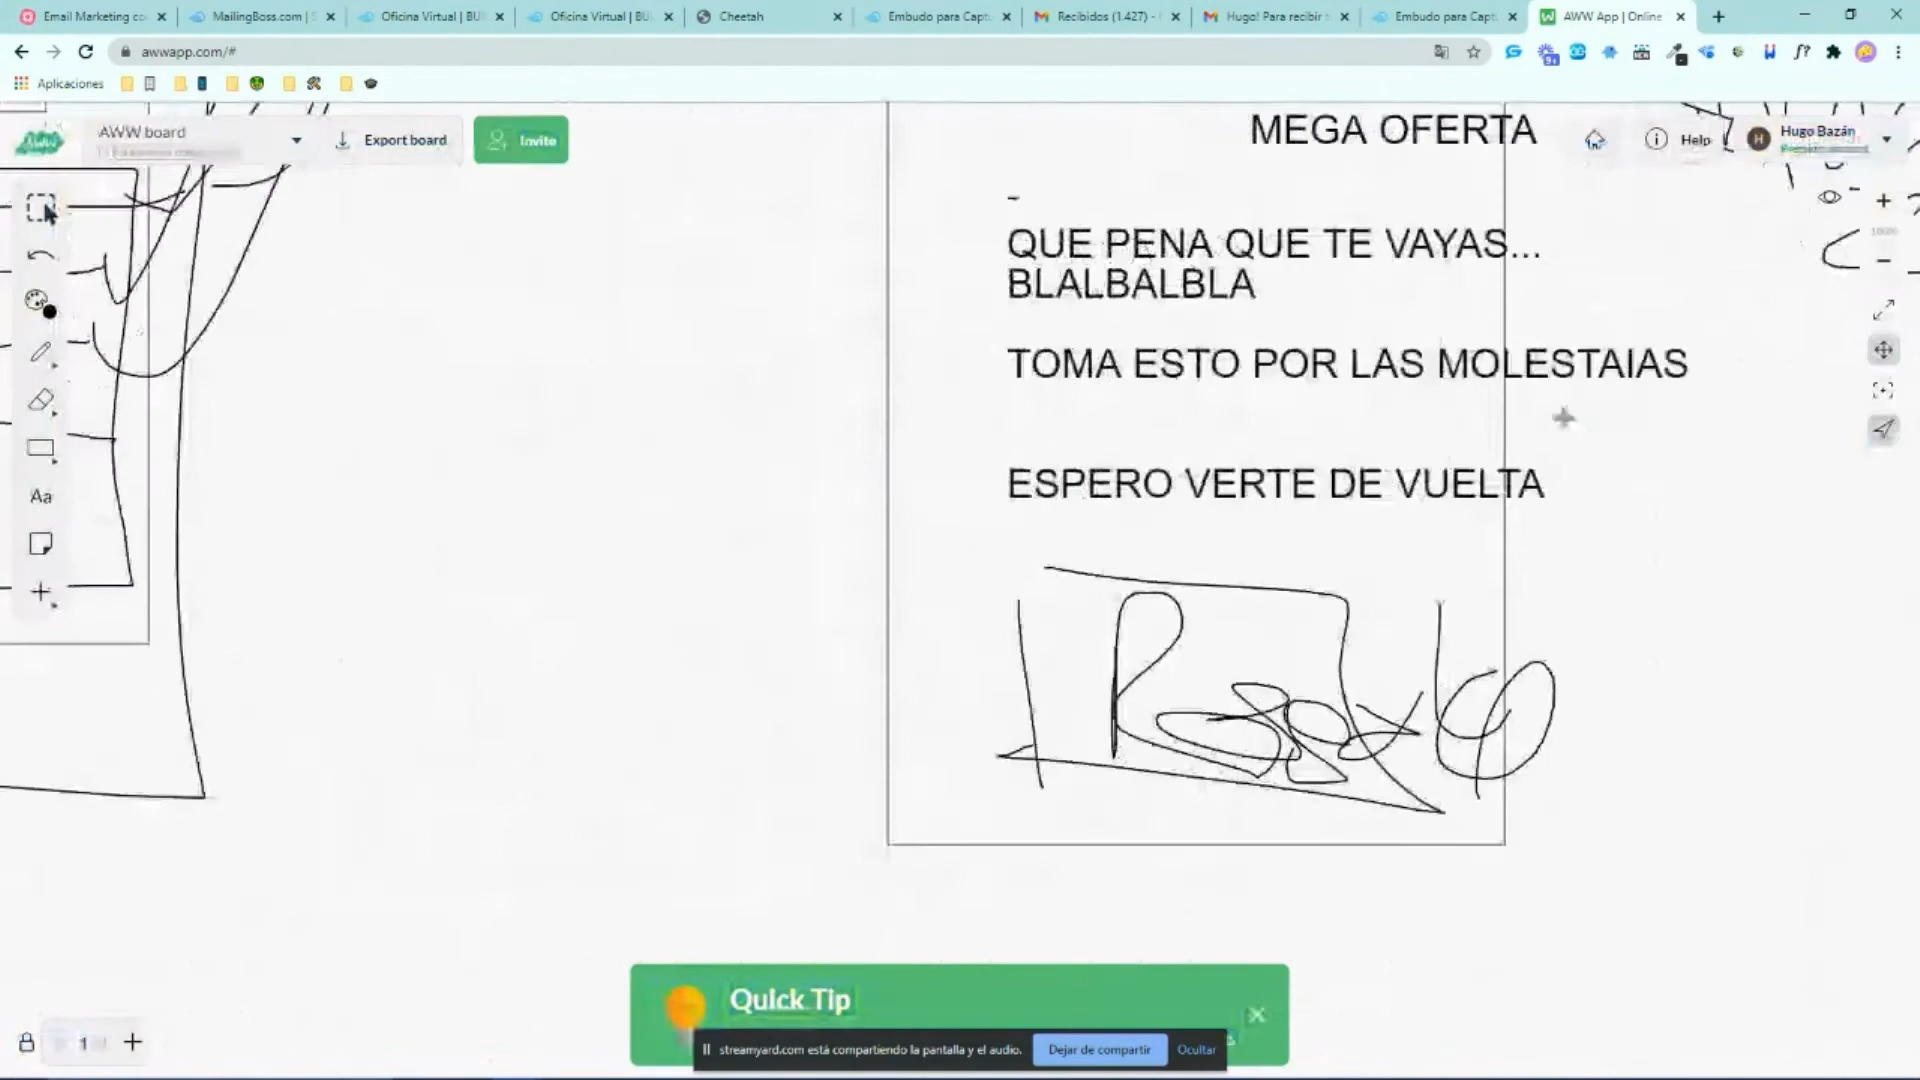 Email Marketing co
MailingBoss.com | S
Oficina Virtual | BU
Oficina Virtual | BU
Cheetah
Embudo para Capt
Recibidos (1.427) -
Hugo! Para recibir
Embudo para Capt
AWW App | Online
awwapp.com/#
Aplicaciones
AWW board
Export board
Invite
Help
Hugo Bazán
H
MEGA OFERTA
-
QUE PENA QUE TE VAYAS...
BLALBALBLA
TOMA ESTO POR LAS MOLESTAIAS
ESPERO VERTE DE VUELTA
Aa
Quick Tip
1
streamyard.com está compartiendo la pantalla y el audio.
Dejar de compartir
Ocultar